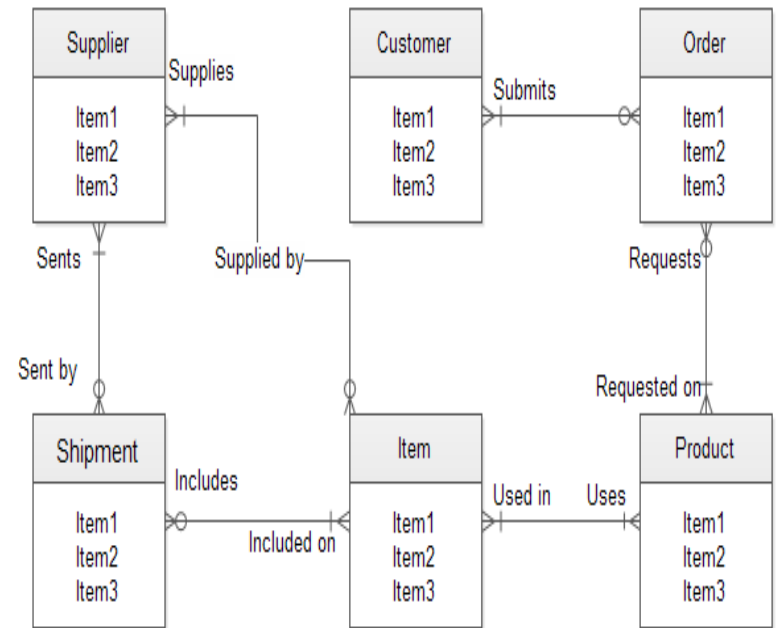 Supplier
Item1
Item2
Item3
Supplies
Customer
Item1
Item2
Item3
Submits
Order
Item1
Item2
Item3
Sents
Supplied by
Requests
Sent by
Requested on
Shipment
Item1
Item2
Item3
Includes
Included on
Item
Item1
Item2
Item3
Used in
Uses
Product
Item1
Item2
Item3